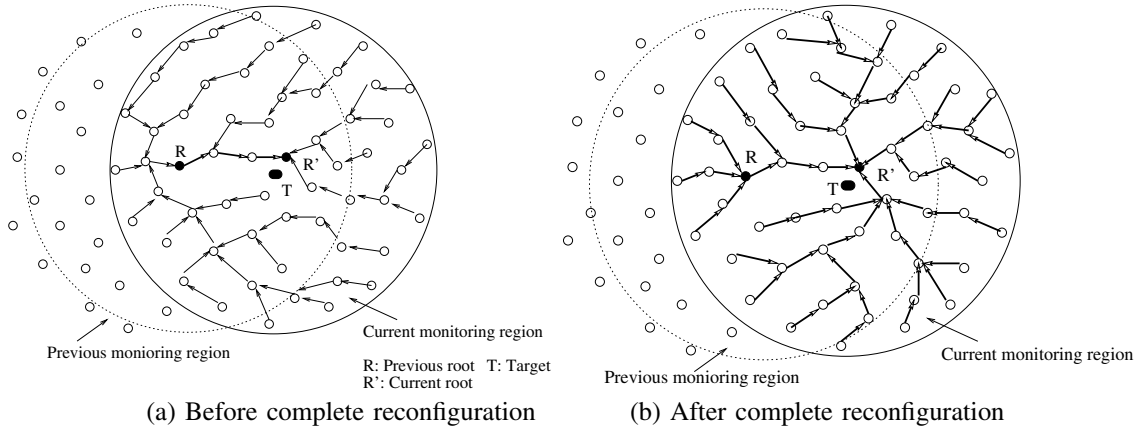 R
R'
T
Previous monioring region
Current monitoring region
R: Previous root T: Target
R': Current root
(a) Before complete reconfiguration
R
R'
T
Previous monioring region
Current monitoring region
(b) After complete reconfiguration